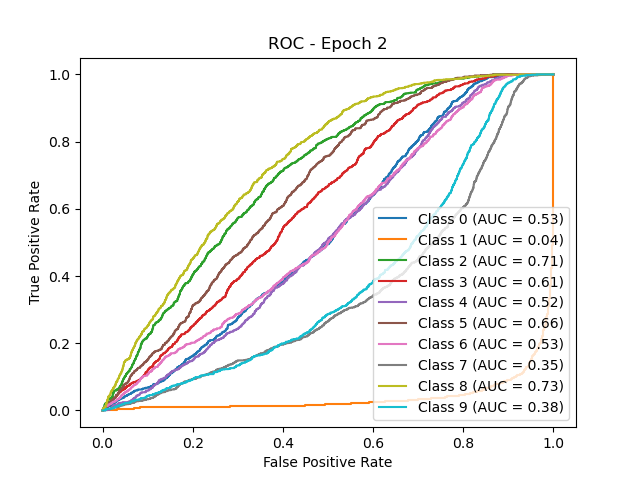 ROC - Epoch 2
True Positive Rate
1.0
0.8
0.6
0.4
0.2
0.0
Class 0 (AUC = 0.53)
Class 1 (AUC = 0.04)
Class 2 (AUC = 0.71)
Class 3 (AUC = 0.61)
Class 4 (AUC = 0.52)
Class 5 (AUC = 0.66)
Class 6 (AUC = 0.53)
Class 7 (AUC = 0.35)
Class 8 (AUC = 0.73)
Class 9 (AUC = 0.38)
0.0 0.2 0.4 0.6 0.8 1.0
False Positive Rate